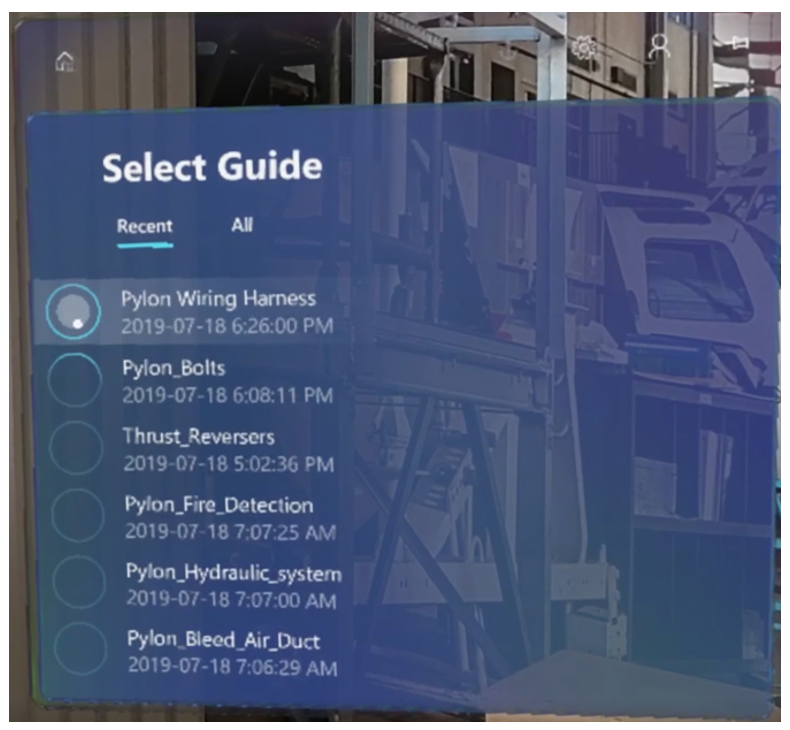 Select Guide
Recent All
Pylon Wiring Harness
2019-07-18 6:26:00 PM
Pylon_Bolts
2019-07-18 6:08:11 PM
Thrust_Reversers
2019-07-18 5:02:36 PM
Pylon_Fire_Detection
2019-07-18 7:07:25 AM
Pylon_Hydraulic_system
2019-07-18 7:07:00 AM
Pylon_Bleed_Air_Duct
2019-07-18 7:06:29 AM